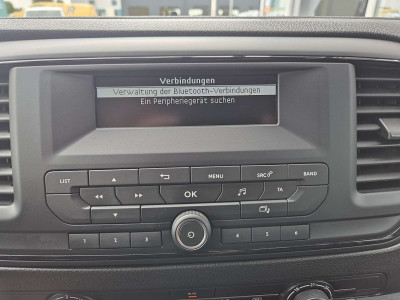 Verbindungen
Verwaltung der Bluetooth-Verbindungen
Ein Peripheriegerät suchen
LIST
MENU
SRC
BAND
OK
TA
1 2 3 4 5 6